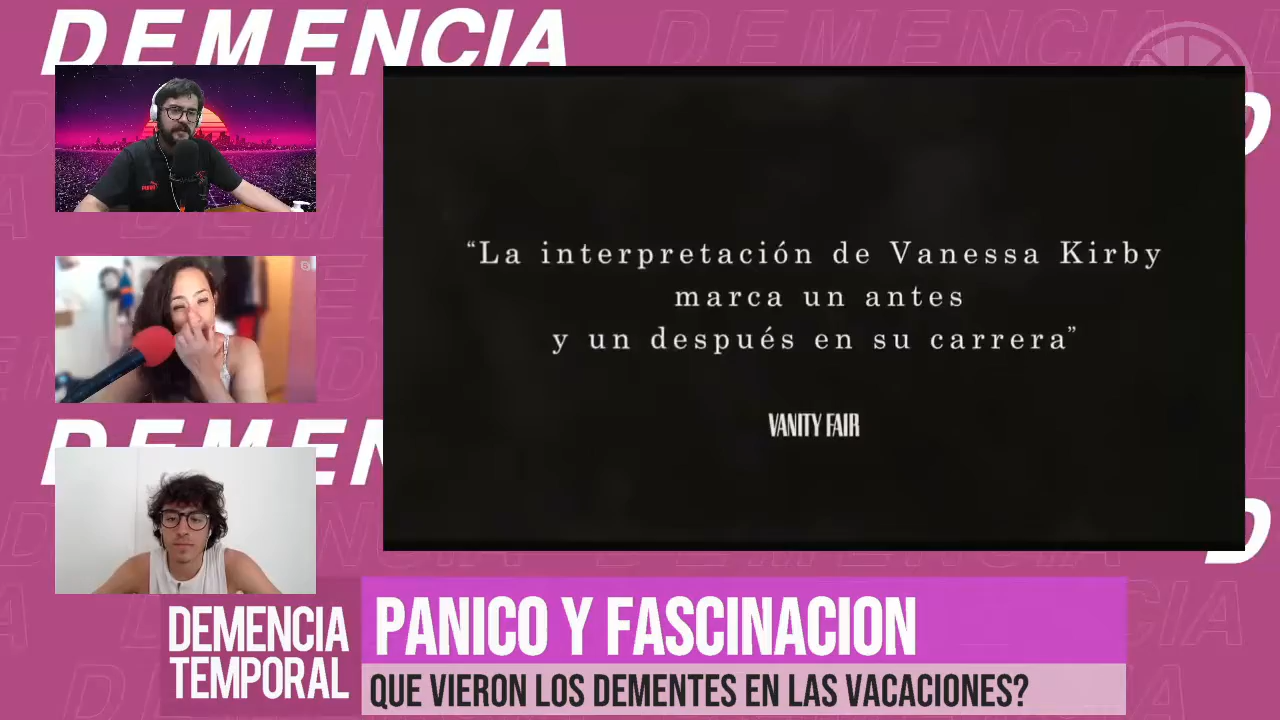 DEMENCIA
“La interpretación de Vanessa Kirby
marca un antes
y un después en su carrera”
VANITY FAIR
DEMENCIA
TEMPORAL
PANICO Y FASCINACION
QUE VIERON LOS DEMENTES EN LAS VACACIONES?